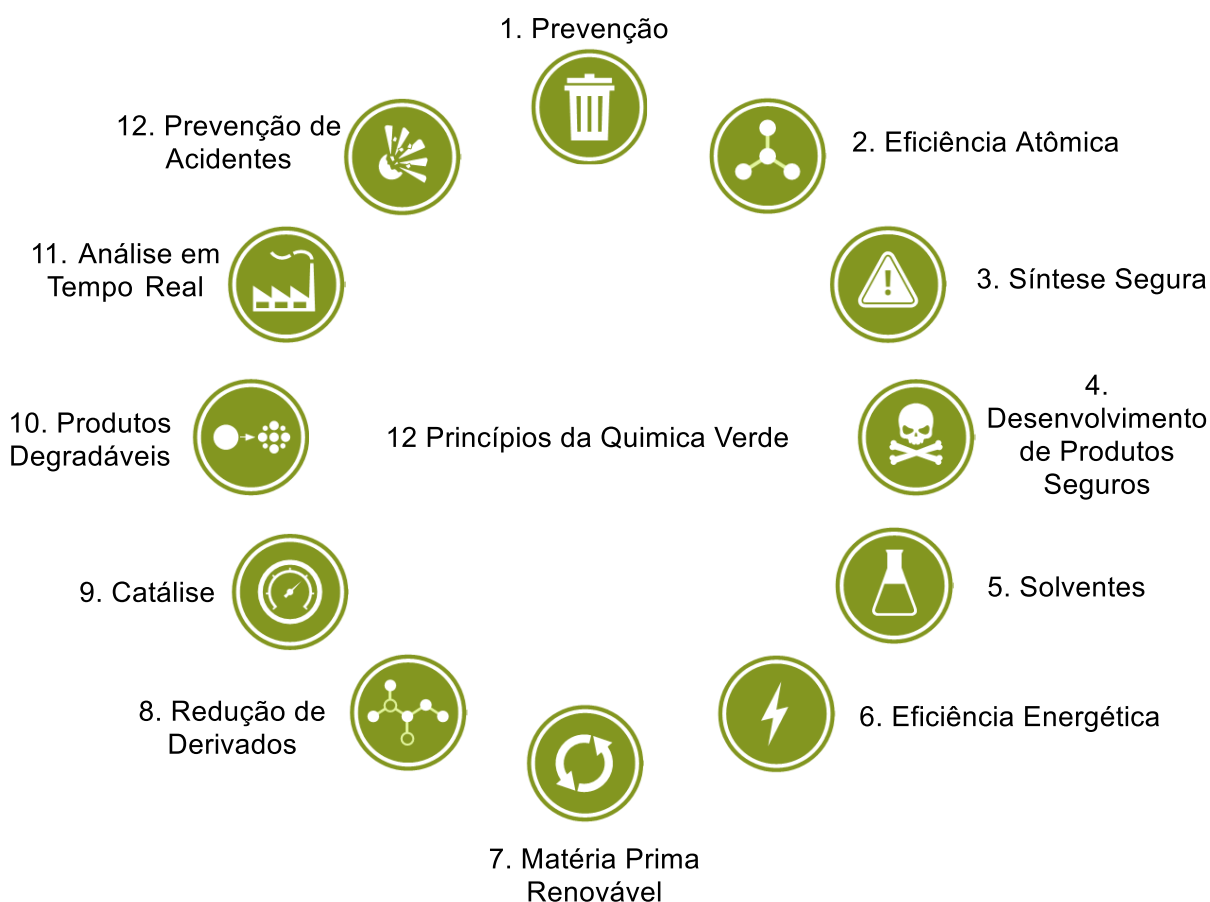 1. Prevenção
2. Eficiência Atômica
3. Síntese Segura
4.
Desenvolvimento
de Produtos
Seguros
5. Solventes
6. Eficiência Energética
7. Matéria Prima
Renovável
8. Redução de
Derivados
9. Catálise
10. Produtos
Degradáveis
11. Análise em
Tempo Real
12. Prevenção de
Acidentes
12 Princípios da Quimica Verde